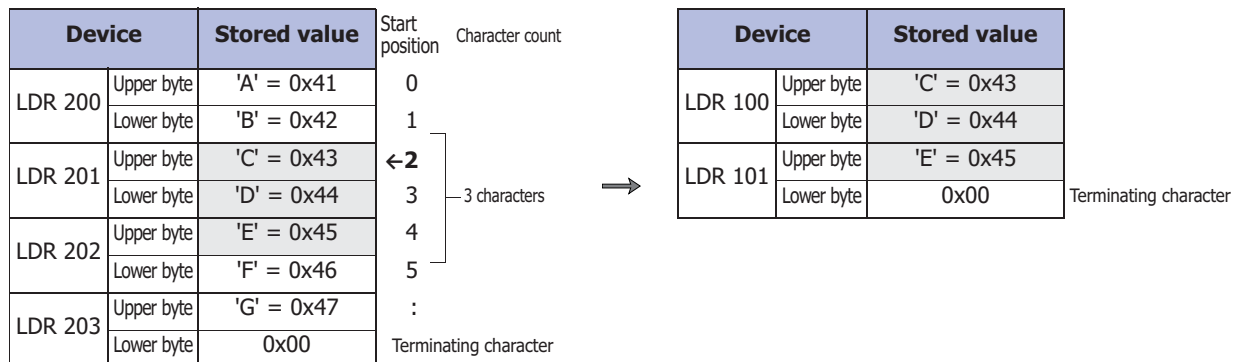 Device Stored value Start position Character count
LDR 200 Upper byte 'A' = 0x41 0
Lower byte 'B' = 0x42 1
LDR 201 Upper byte 'C' = 0x43 ←2
Lower byte 'D' = 0x44 3 3 characters
LDR 202 Upper byte 'E' = 0x45 4
Lower byte 'F' = 0x46 5
LDR 203 Upper byte 'G' = 0x47 :
Lower byte 0x00 Terminating character
Device Stored value
LDR 100 Upper byte 'C' = 0x43
Lower byte 'D' = 0x44
LDR 101 Upper byte 'E' = 0x45
Lower byte 0x00 Terminating character